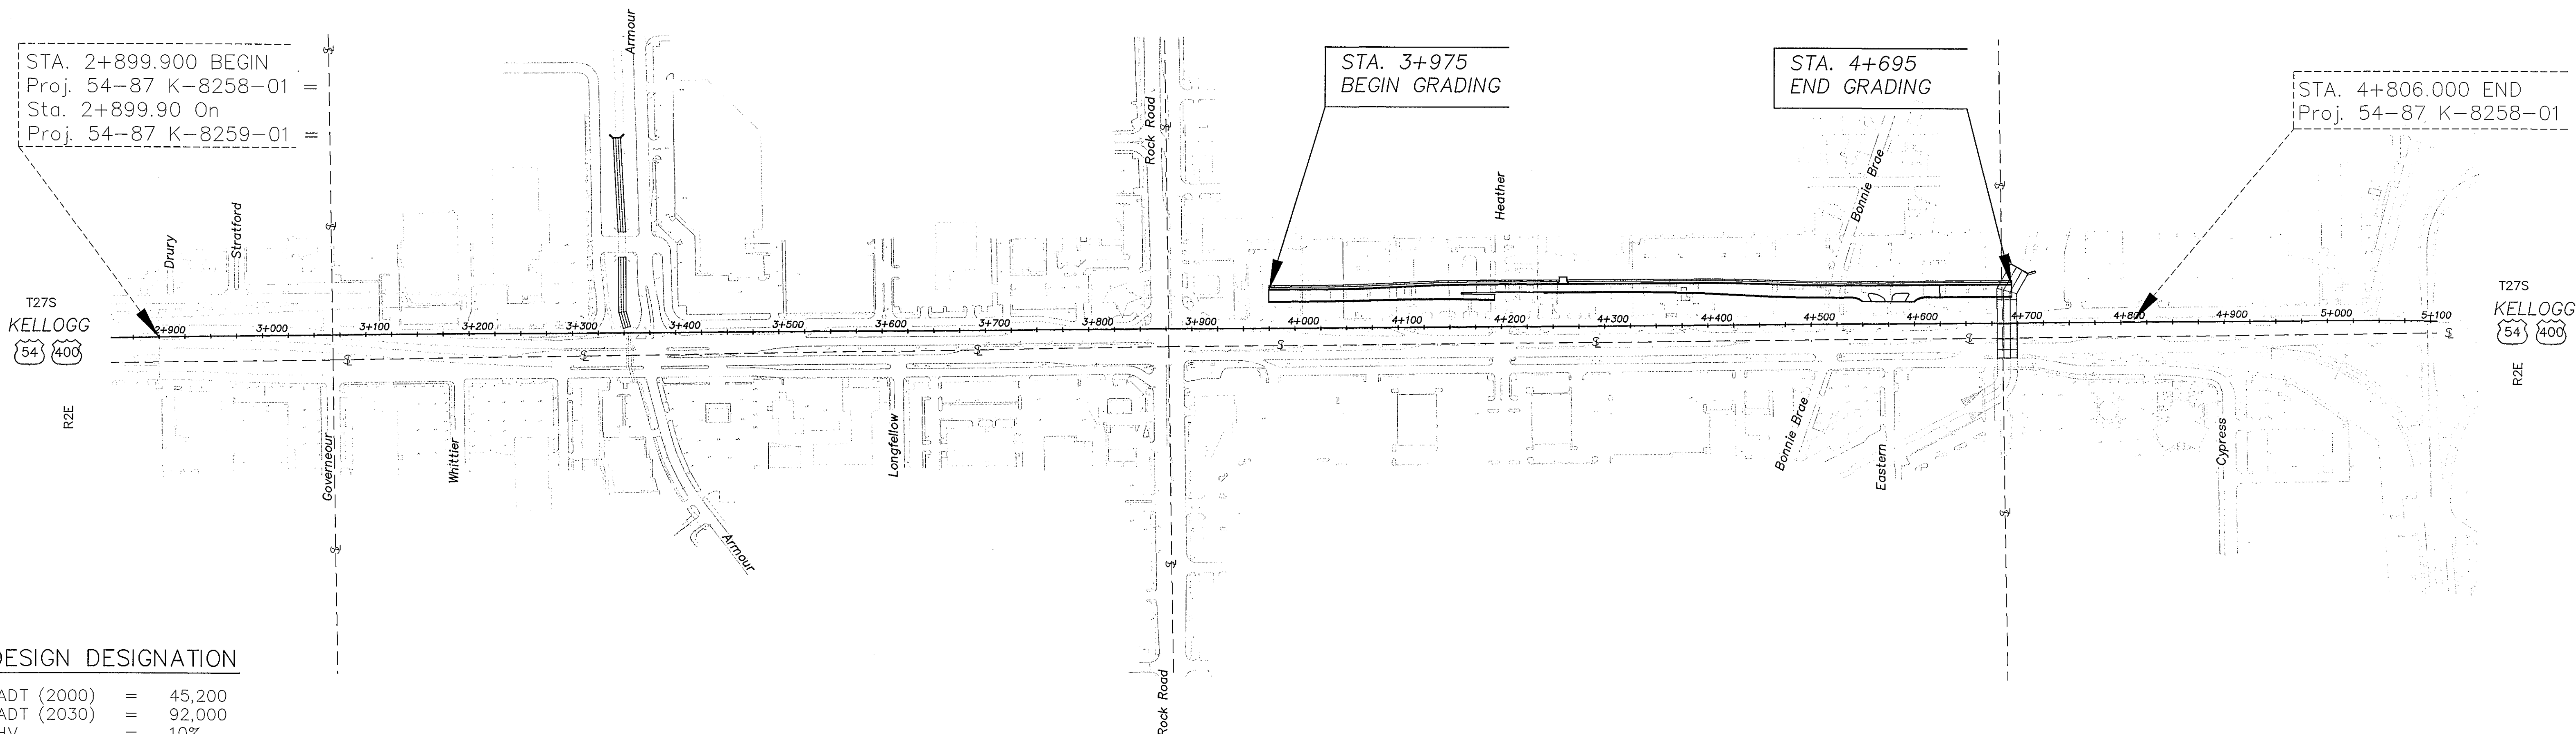 STA. 2+899.900 BEGIN
Proj. 54-87 K-8258-01 =
Sta. 2+899.90 On
Proj. 54-87 K-8259-01 =
Armour
Rock Road
STA. 3+975
BEGIN GRADING
STA. 4+695
END GRADING
STA. 4+806.000 END
Proj. 54-87 K-8258-01
Drury
Stratford
Heather
Bonnie Brae
T27S
KELLOGG
54 400
R2E
2+900 3+000 3+100 3+200 3+300 3+400 3+500 3+600 3+700 3+800 3+900 4+000 4+100 4+200 4+300 4+400 4+500 4+600 4+700 4+800 4+900 5+000 5+100
T27S
KELLOGG
54 400
R2E
Governeour
Whittier
Armour
Longfellow
Rock Road
Bonnie Brae
Eastern
Cypress
DESIGN DESIGNATION
ADT (2000) = 45,200
ADT (2030) = 92,000
= 10%